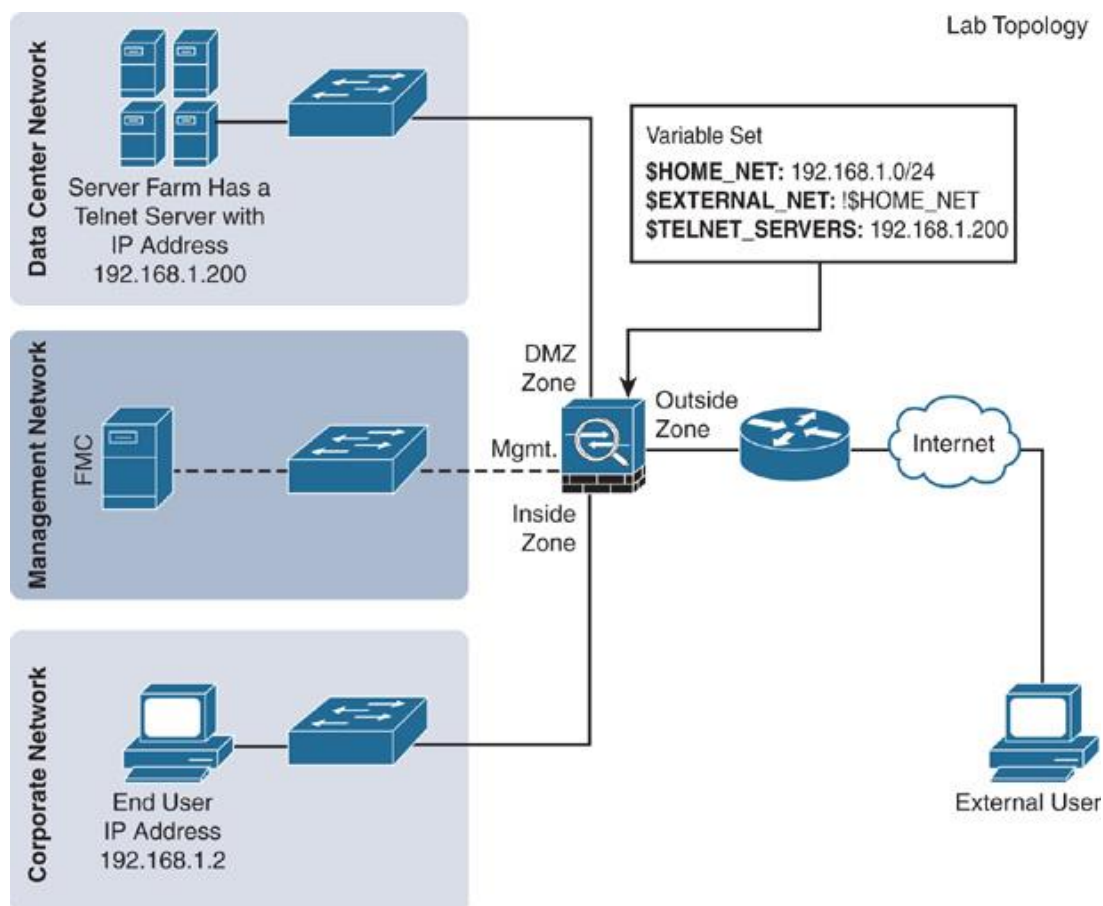 Lab Topology
Data Center Network
Server Farm Has a
Telnet Server with
IP Address
192.168.1.200
Variable Set
$HOME_NET: 192.168.1.0/24
$EXTERNAL_NET: !$HOME_NET
$TELNET_SERVERS: 192.168.1.200
Management Network
FMC
DMZ
Zone
Mgmt.
Outside
Zone
Internet
Inside
Zone
Corporate Network
End User
IP Address
192.168.1.2
External User